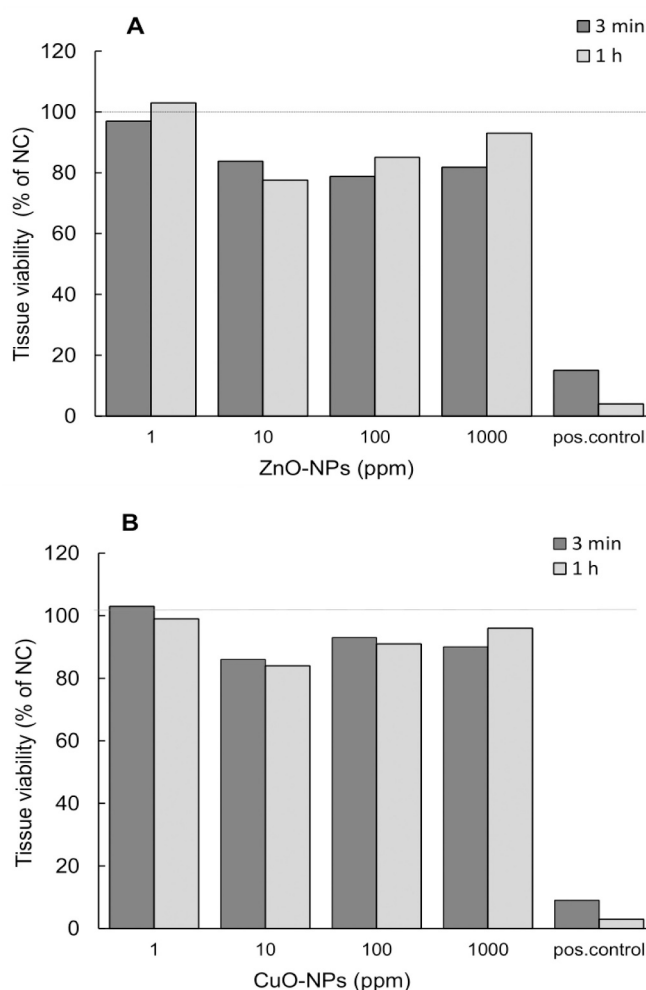 A
3 min
1 h
120
100
80
60
40
20
0
Tissue viability (% of NC)
1 10 100 1000 pos.control
ZnO-NPs (ppm)
B
3 min
1 h
120
100
80
60
40
20
0
Tissue viability (% of NC)
1 10 100 1000 pos.control
CuO-NPs (ppm)